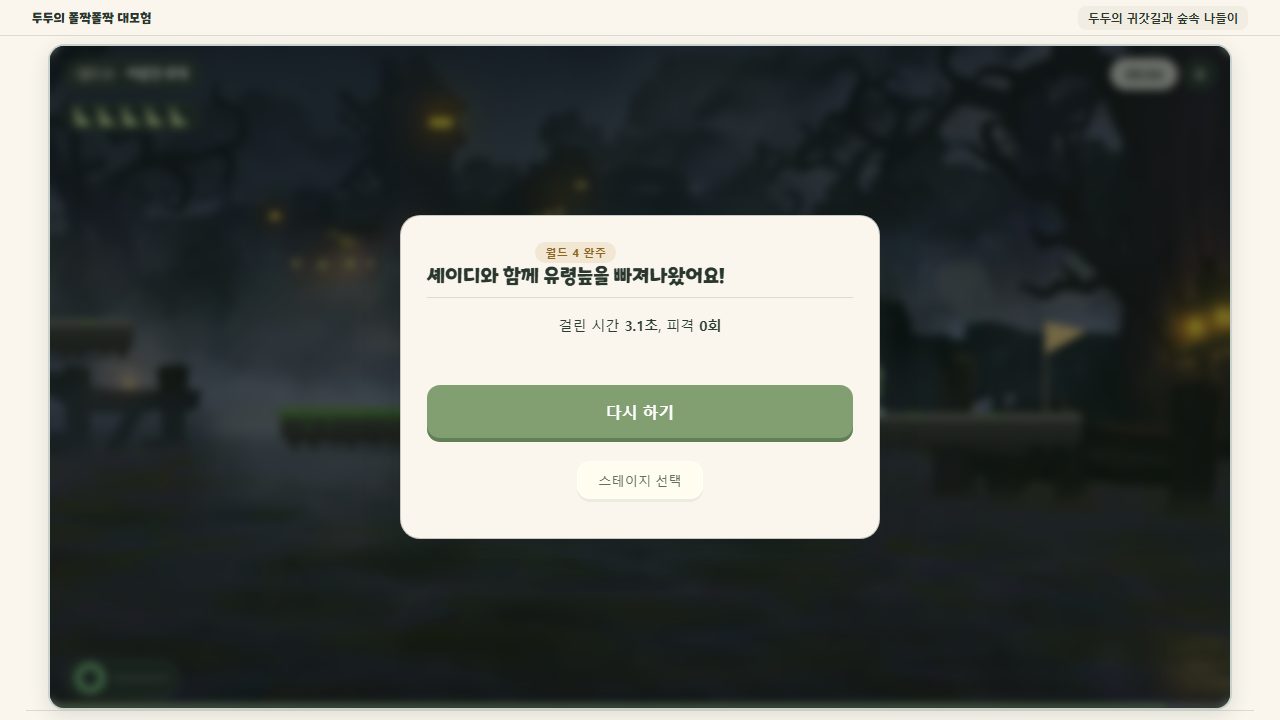 두두의 폴짝폴짝 대모험
두두의 귀갓길과 숲속 나들이
월드 4 완주
셰이디와 함께 유령늪을 빠져나왔어요!
걸린 시간 3.1초, 피격 0회
다시 하기
스테이지 선택